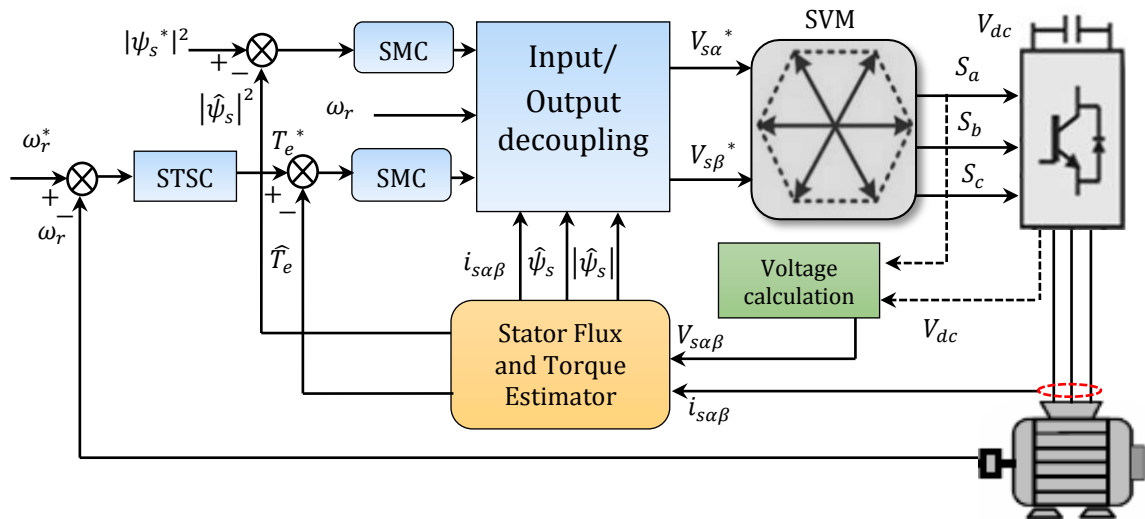 SVM
V_dc
|ψ_s^*|^2
+
−
SMC
Input/
Output
decoupling
V_sα^*
S_a
|ψ̂_s|^2
ω_r
S_b
ω_r^*
T_e^*
STSC
SMC
V_sβ^*
S_c
+
−
+
−
ω_r
T̂_e
i_sαβ
ψ̂_s
|ψ̂_s|
Voltage
calculation
Stator Flux
and Torque
Estimator
V_sαβ
V_dc
i_sαβ